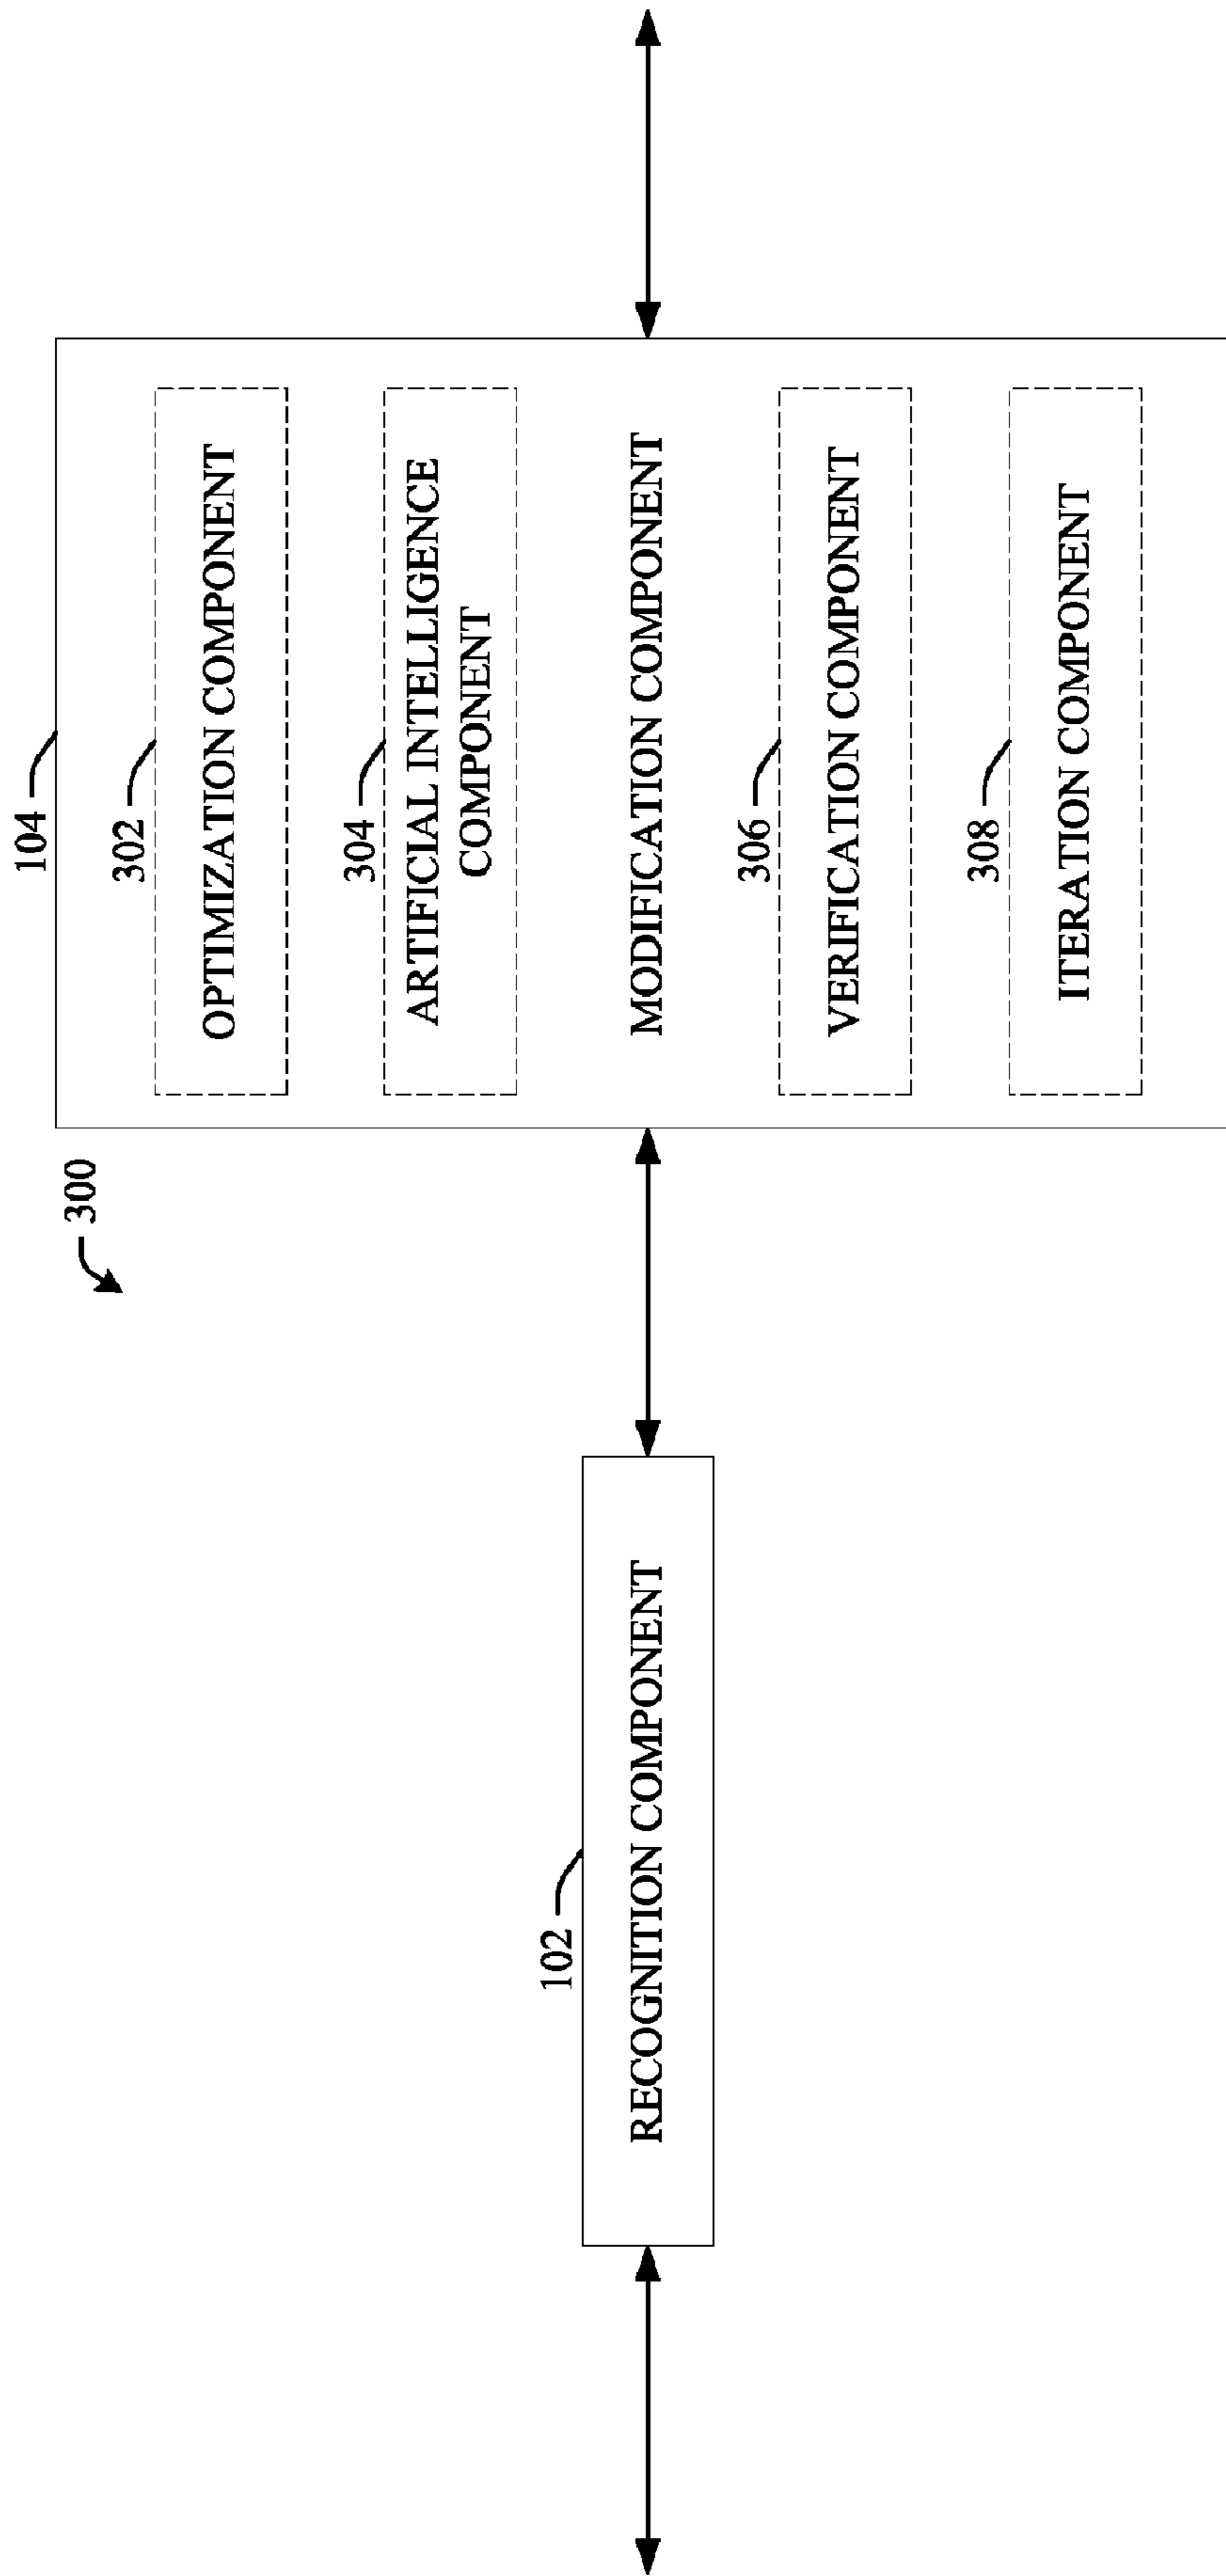 300
104
302
OPTIMIZATION COMPONENT
304
ARTIFICIAL INTELLIGENCE
COMPONENT
102
RECOGNITION COMPONENT
MODIFICATION COMPONENT
306
VERIFICATION COMPONENT
308
ITERATION COMPONENT